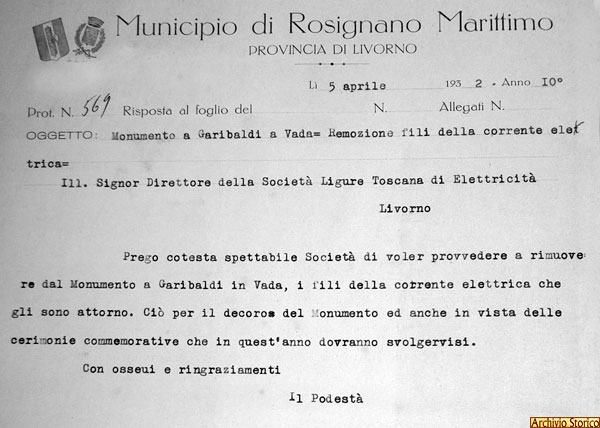 Municipio di Rosignano Marittimo
PROVINCIA DI LIVORNO
Lì 5 aprile 1932 - Anno 10°
Prot. N. 569 Risposta al foglio del N. Allegati N.
OGGETTO: Monumento a Garibaldi a Vada= Remozione fili della corrente elet
trica=
Ill. Signor Direttore della Società Ligure Toscana di Elettricità
Livorno
Prego cotesta spettabile Società di voler provvedere a rimuove
re dal Monumento a Garibaldi in Vada, i fili della corrente elettrica che
gli sono attorno. Ciò per il decoros del Monumento ed anche in vista delle
cerimonie commemorative che in quest'anno dovranno svolgervisi.
Con osseui e ringraziamenti
Il Podestà
Archivio Storico